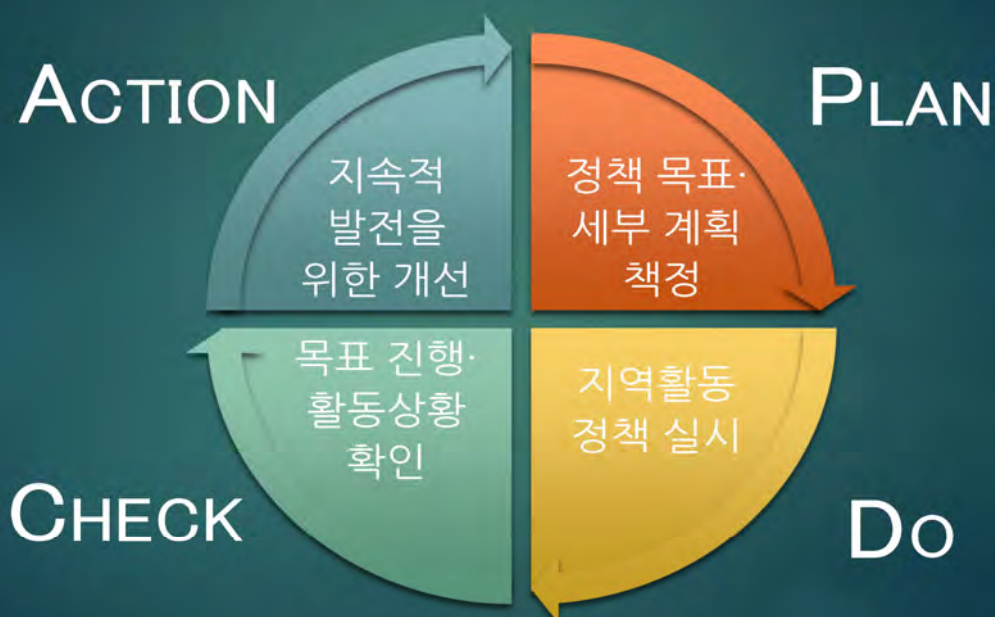 ACTION
지속적
발전을
위한 개선
PLAN
정책 목표·
세부 계획
책정
CHECK
목표 진행·
활동상황
확인
DO
지역활동
정책 실시